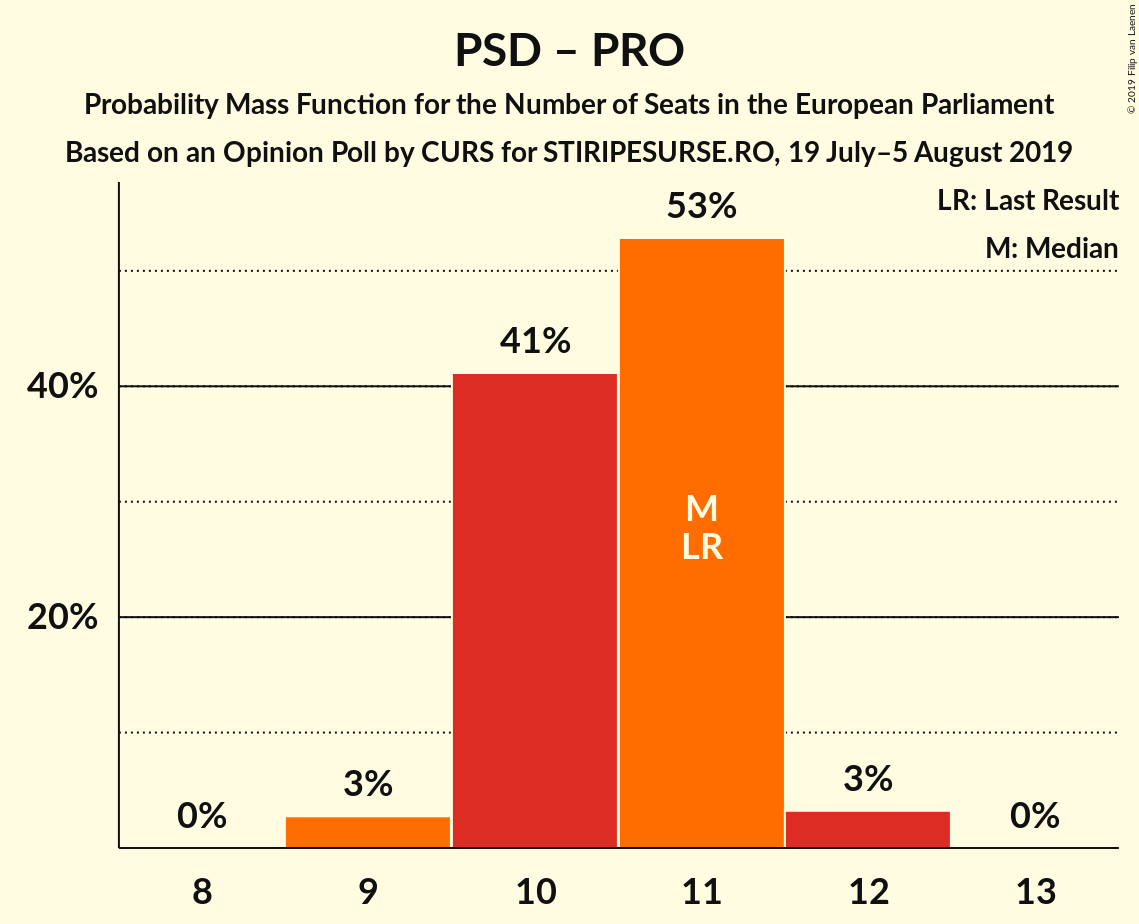 PSD – PRO
Probability Mass Function for the Number of Seats in the European Parliament
Based on an Opinion Poll by CURS for STIRIPESURSE.RO, 19 July–5 August 2019
© 2019 Filip van Laenen
LR: Last Result
M: Median
53%
41%
40%
M
LR
20%
3%
3%
0%
0%
8 9 10 11 12 13